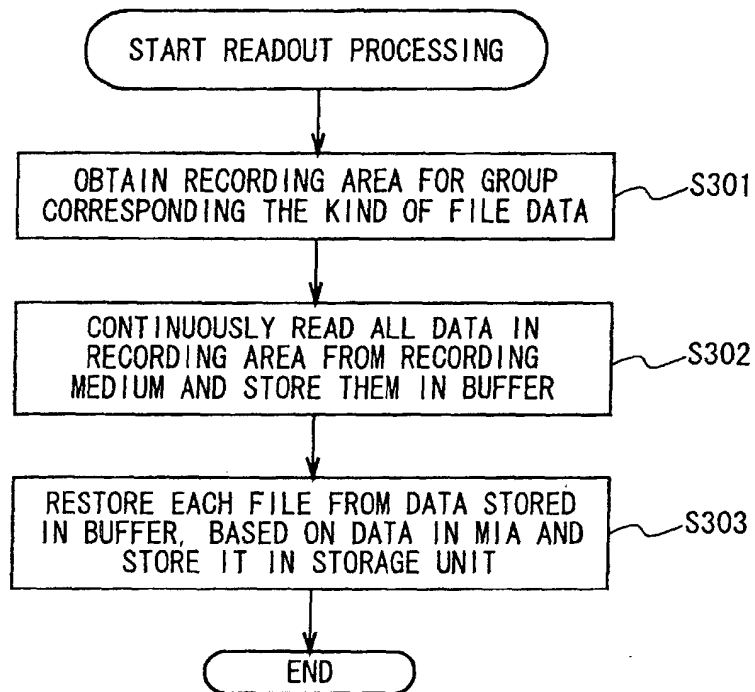 START READOUT PROCESSING
OBTAIN RECORDING AREA FOR GROUP
CORRESPONDING THE KIND OF FILE DATA
S301
CONTINUOUSLY READ ALL DATA IN
RECORDING AREA FROM RECORDING
MEDIUM AND STORE THEM IN BUFFER
S302
RESTORE EACH FILE FROM DATA STORED
IN BUFFER, BASED ON DATA IN MIA AND
STORE IT IN STORAGE UNIT
S303
END